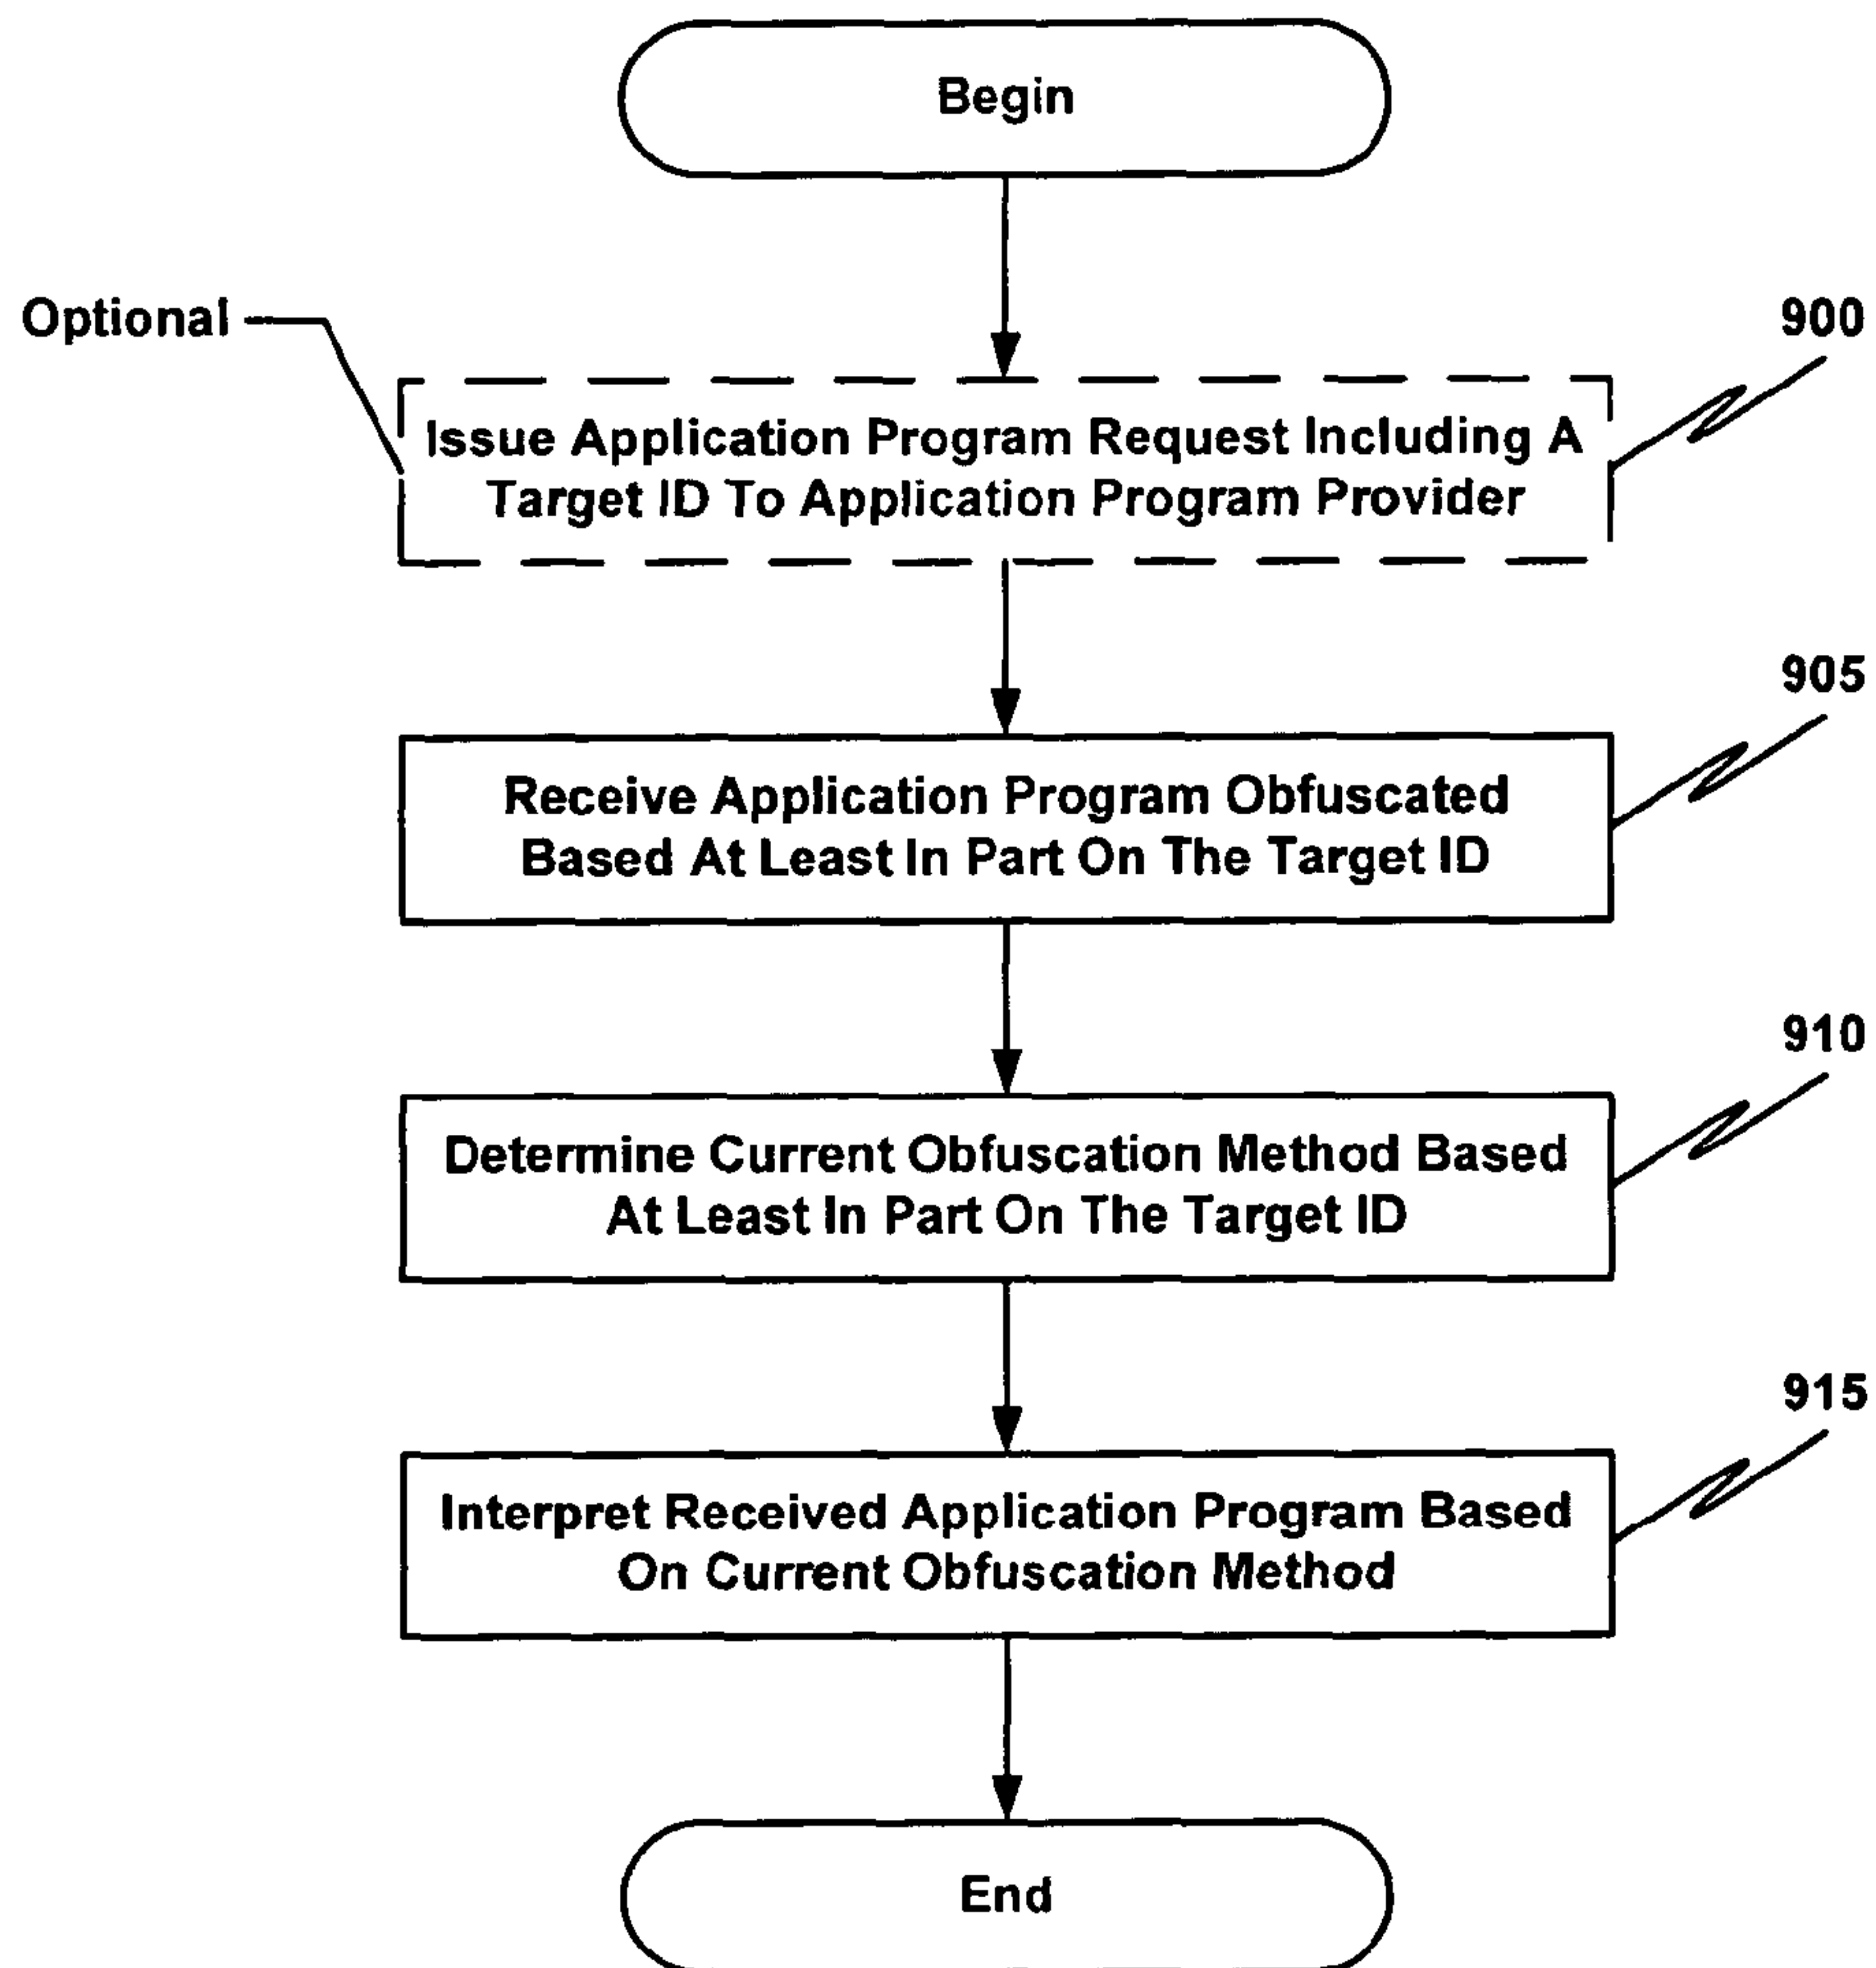 Begin
Optional
900
Issue Application Program Request Including A
Target ID To Application Program Provider
905
Receive Application Program Obfuscated
Based At Least In Part On The Target ID
910
Determine Current Obfuscation Method Based
At Least In Part On The Target ID
915
Interpret Received Application Program Based
On Current Obfuscation Method
End